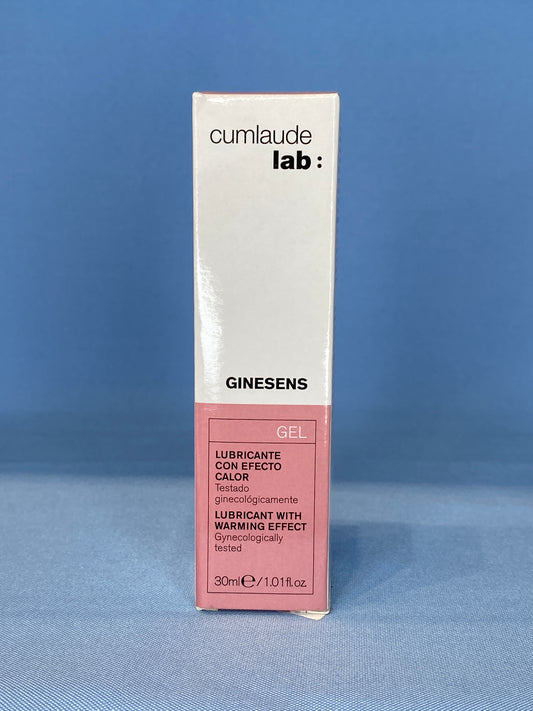 cumlaude
lab:
GINESENS
GEL
LUBRICANTE
CON EFECTO
CALOR
Testado
ginecológicamente
LUBRICANT WITH
WARMING EFFECT
Gynecologically
tested
30ml℮/1.01fl.oz.